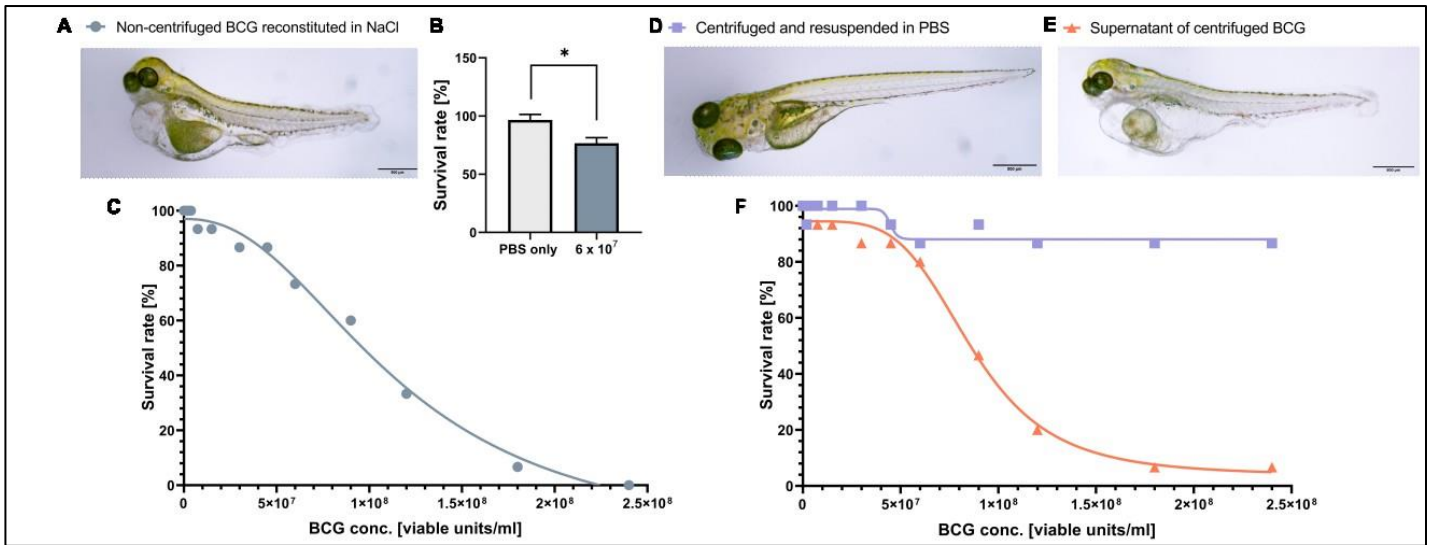 A Non-centrifuged BCG reconstituted in NaCl
B
*
Survival rate [%]
150
100
50
0
PBS only 6 x 10⁷
D Centrifuged and resuspended in PBS
E Supernatant of centrifuged BCG
C
Survival rate [%]
100
80
60
40
20
0
0 5×10⁷ 1×10⁸ 1.5×10⁸ 2×10⁸ 2.5×10⁸
BCG conc. [viable units/ml]
F
Survival rate [%]
100
80
60
40
20
0
0 5×10⁷ 1×10⁸ 1.5×10⁸ 2×10⁸ 2.5×10⁸
BCG conc. [viable units/ml]